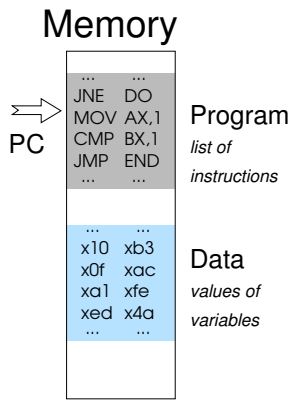 Memory
... ...
JNE DO
MOV AX,1
CMP BX,1
JMP END
... ...
PC
Program
list of
instructions
... ...
x10 xb3
x0f xac
xa1 xfe
xed x4a
... ...
Data
values of
variables